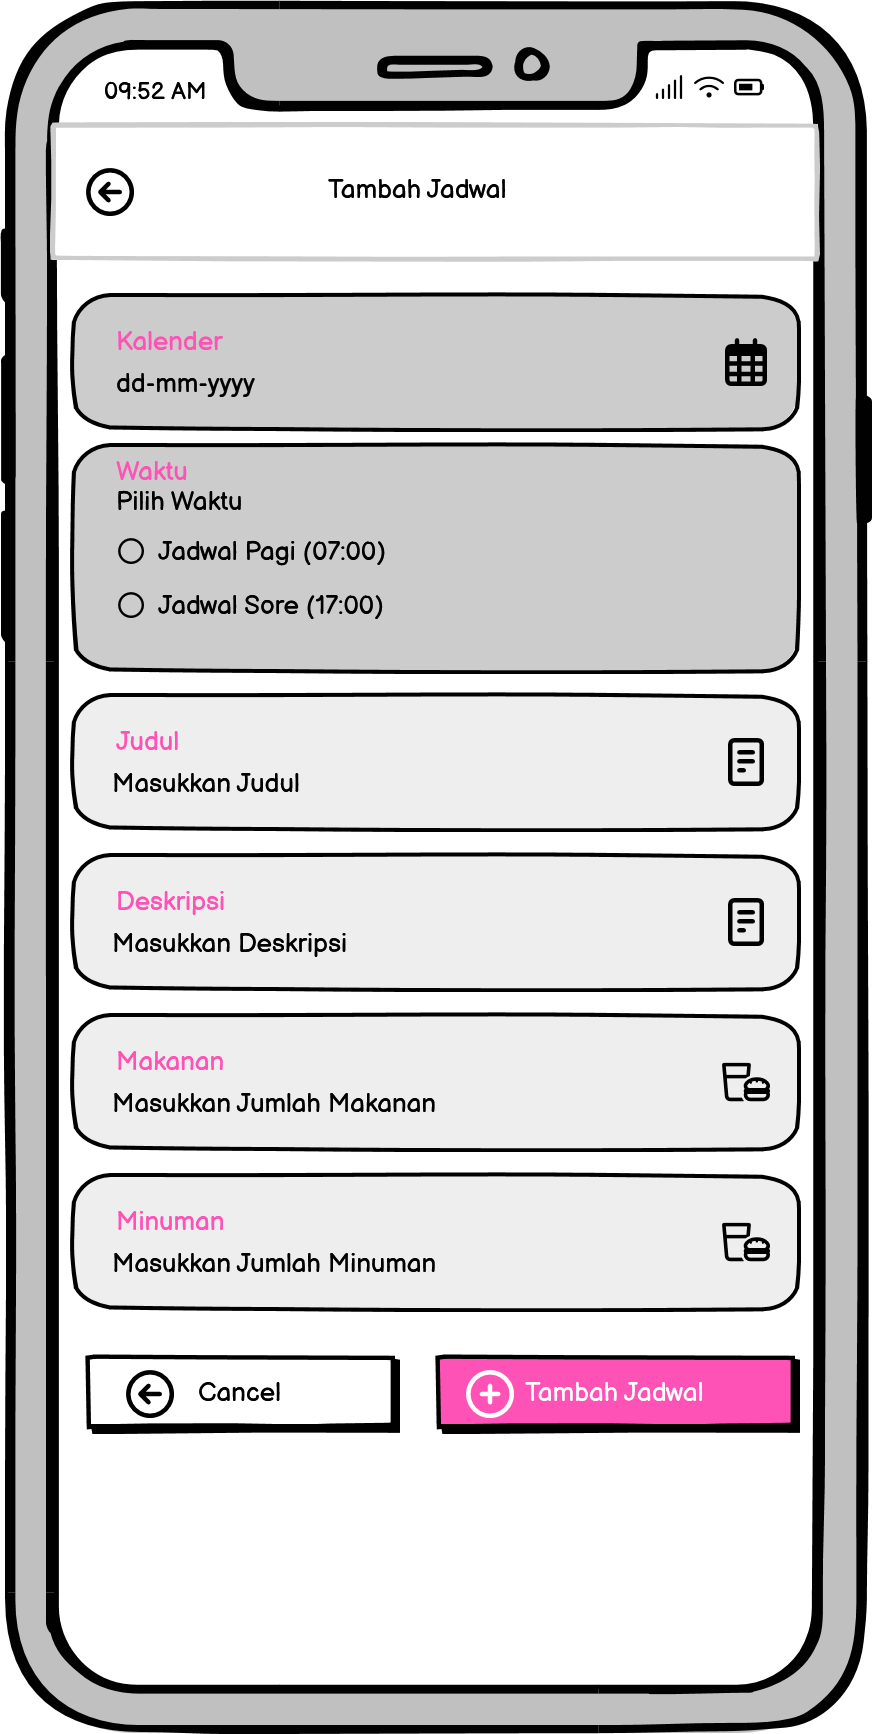 09:52 AM
Tambah Jadwal
Kalender
dd-mm-yyyy
Waktu
Pilih Waktu
Jadwal Pagi (07:00)
Jadwal Sore (17:00)
Judul
Masukkan Judul
Deskripsi
Masukkan Deskripsi
Makanan
Masukkan Jumlah Makanan
Minuman
Masukkan Jumlah Minuman
Cancel
Tambah Jadwal